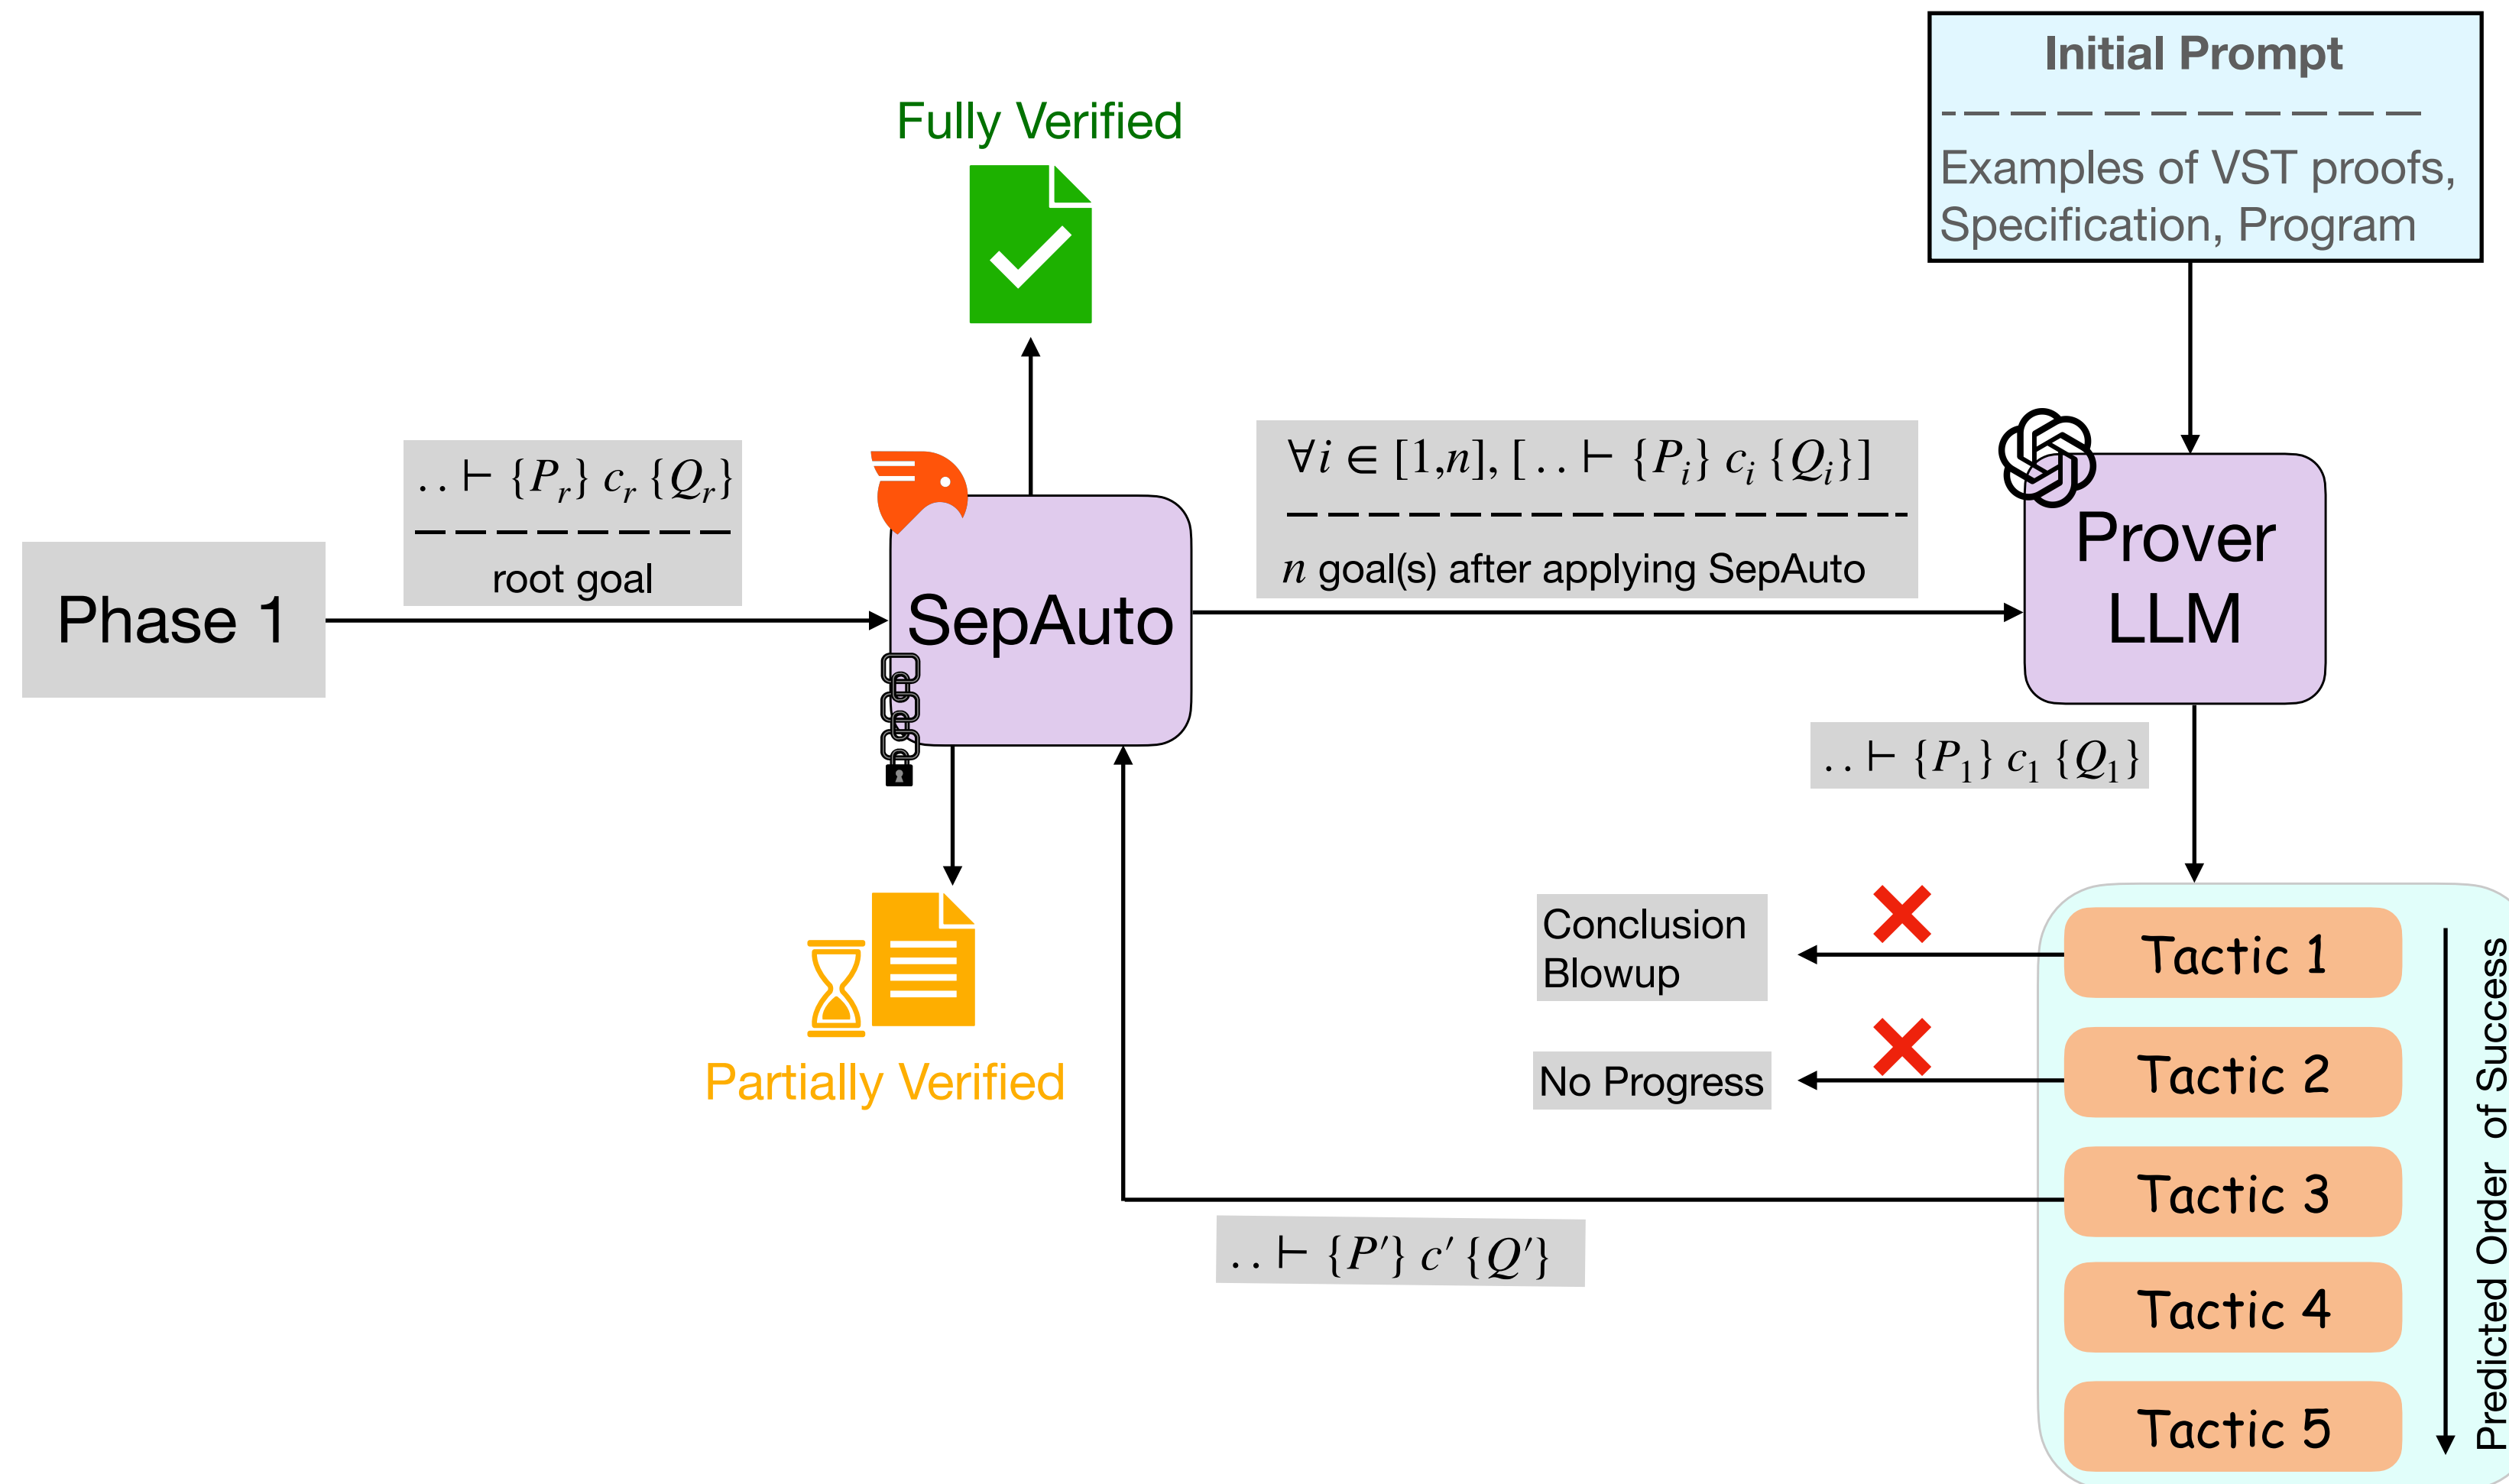 Initial Prompt
Examples of VST proofs,
Specification, Program
Fully Verified
. . ⊢ {P_r} c_r {Q_r}
root goal
∀i ∈ [1,n], [ . . ⊢ {P_i} c_i {Q_i}]
n goal(s) after applying SepAuto
Phase 1
SepAuto
Prover
LLM
. . ⊢ {P_1} c_1 {Q_1}
Conclusion
Blowup
No Progress
Partially Verified
Tactic 1
Tactic 2
Tactic 3
Tactic 4
Tactic 5
Predicted Order of Success
. . ⊢ {P′} c′ {Q′}